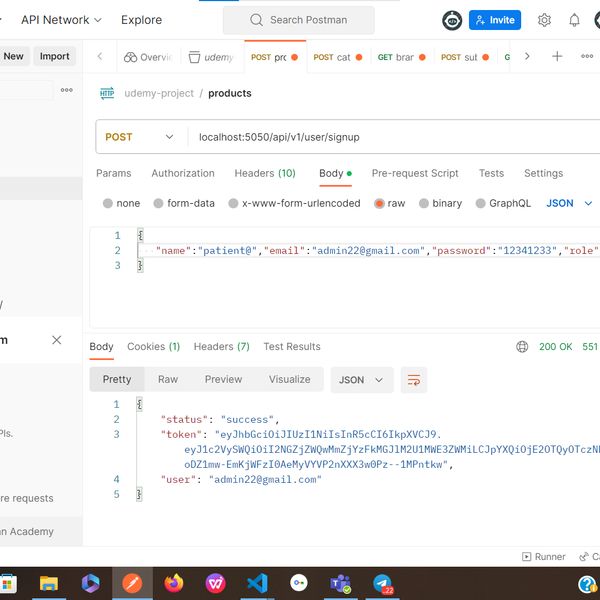 API Network Explore Search Postman Invite
New Import Overvi udemy POST pro POST cat GET brar POST sut G
HTTP udemy-project / products
POST localhost:5050/api/v1/user/signup
Params Authorization Headers (10) Body Pre-request Script Tests Settings
none form-data x-www-form-urlencoded raw binary GraphQL JSON
1 {
2 "name":"patient@","email":"admin22@gmail.com","password":"12341233","role"
3 }
/
m
Body Cookies (1) Headers (7) Test Results 200 OK 551
Pretty Raw Preview Visualize JSON
1 {
2 "status": "success",
3 "token": "eyJhbGciOiJIUzI1NiIsInR5cCI6IkpXVCJ9.
eyJ1c2VySWQiOiI2NGZjZWQwMmZjYzFkMGJlM2U1MWE3ZWMiLCJpYXQiOjE2OTQyOTczN
oDZ1mw-EmKjWFzI0AeMyVYVP2nXXX3w0Pz--1MPntkw",
4 "user": "admin22@gmail.com"
5 }
PIs.
re requests
an Academy
Runner Ca
22